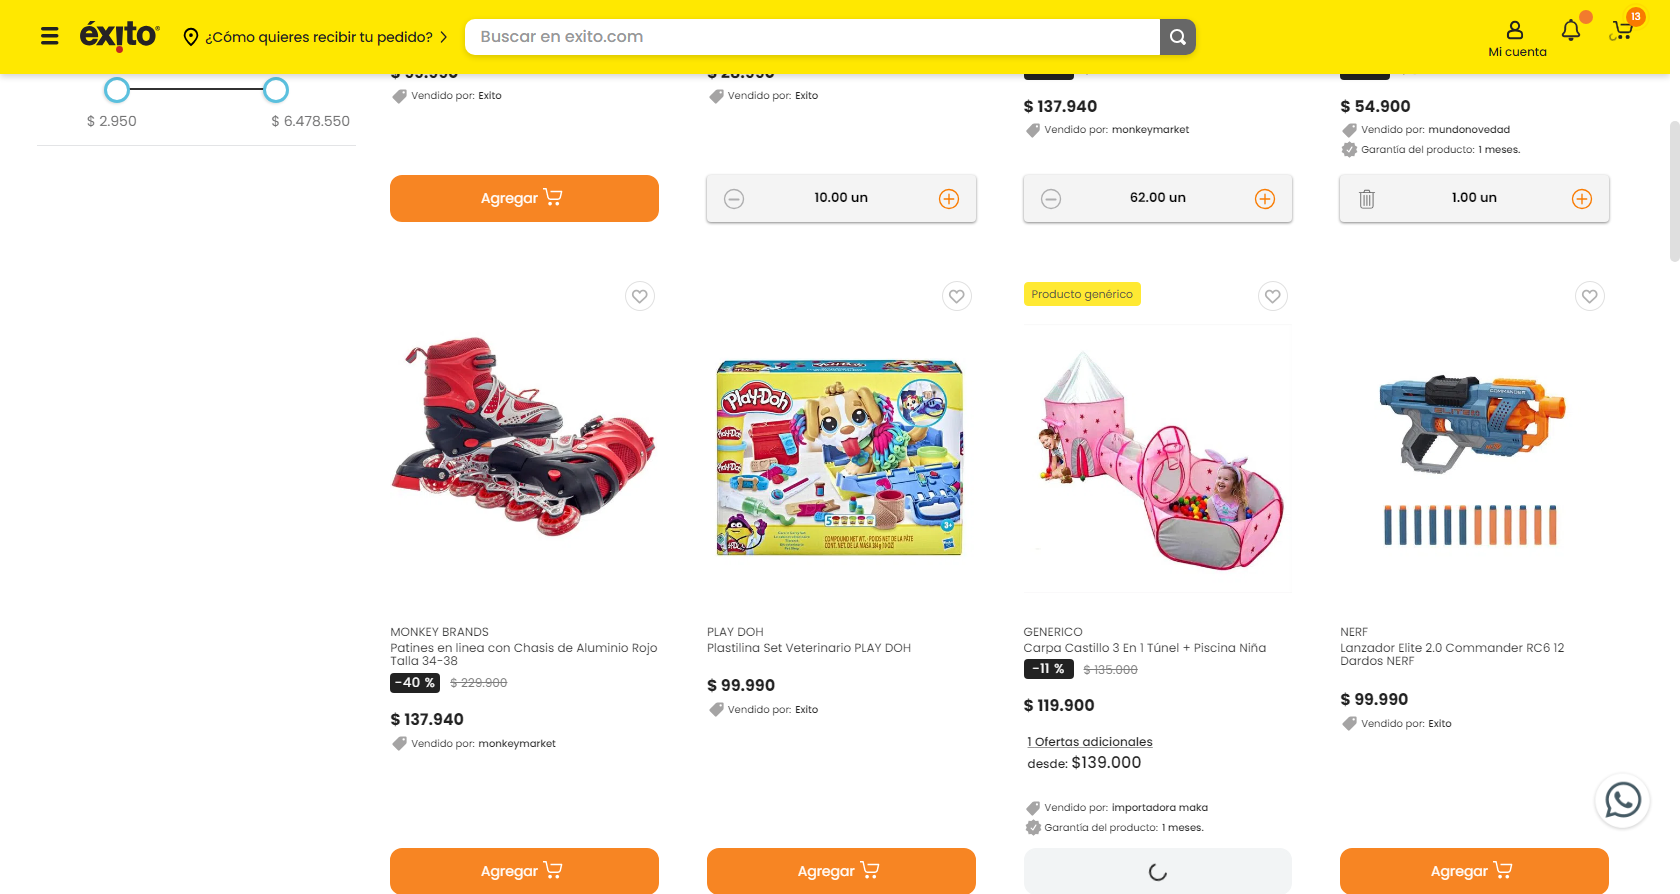 éxito
¿Cómo quieres recibir tu pedido?
Buscar en exito.com
Mi cuenta
13
$ 2.950
$ 6.478.550
Vendido por: Exito
Agregar
Vendido por: Exito
10.00 un
$ 137.940
Vendido por: monkeymarket
62.00 un
$ 54.900
Vendido por: mundonovedad
Garantía del producto: 1 meses.
1.00 un
MONKEY BRANDS
Patines en linea con Chasis de Aluminio Rojo
Talla 34-38
-40 % $ 229.900
$ 137.940
Vendido por: monkeymarket
Agregar
Play-Doh
PLAY DOH
Plastilina Set Veterinario PLAY DOH
$ 99.990
Vendido por: Exito
Agregar
Producto genérico
GENERICO
Carpa Castillo 3 En 1 Túnel + Piscina Niña
-11 % $ 135.000
$ 119.900
1 Ofertas adicionales
desde: $139.000
Vendido por: importadora maka
Garantía del producto: 1 meses.
NERF
Lanzador Elite 2.0 Commander RC6 12
Dardos NERF
$ 99.990
Vendido por: Exito
Agregar